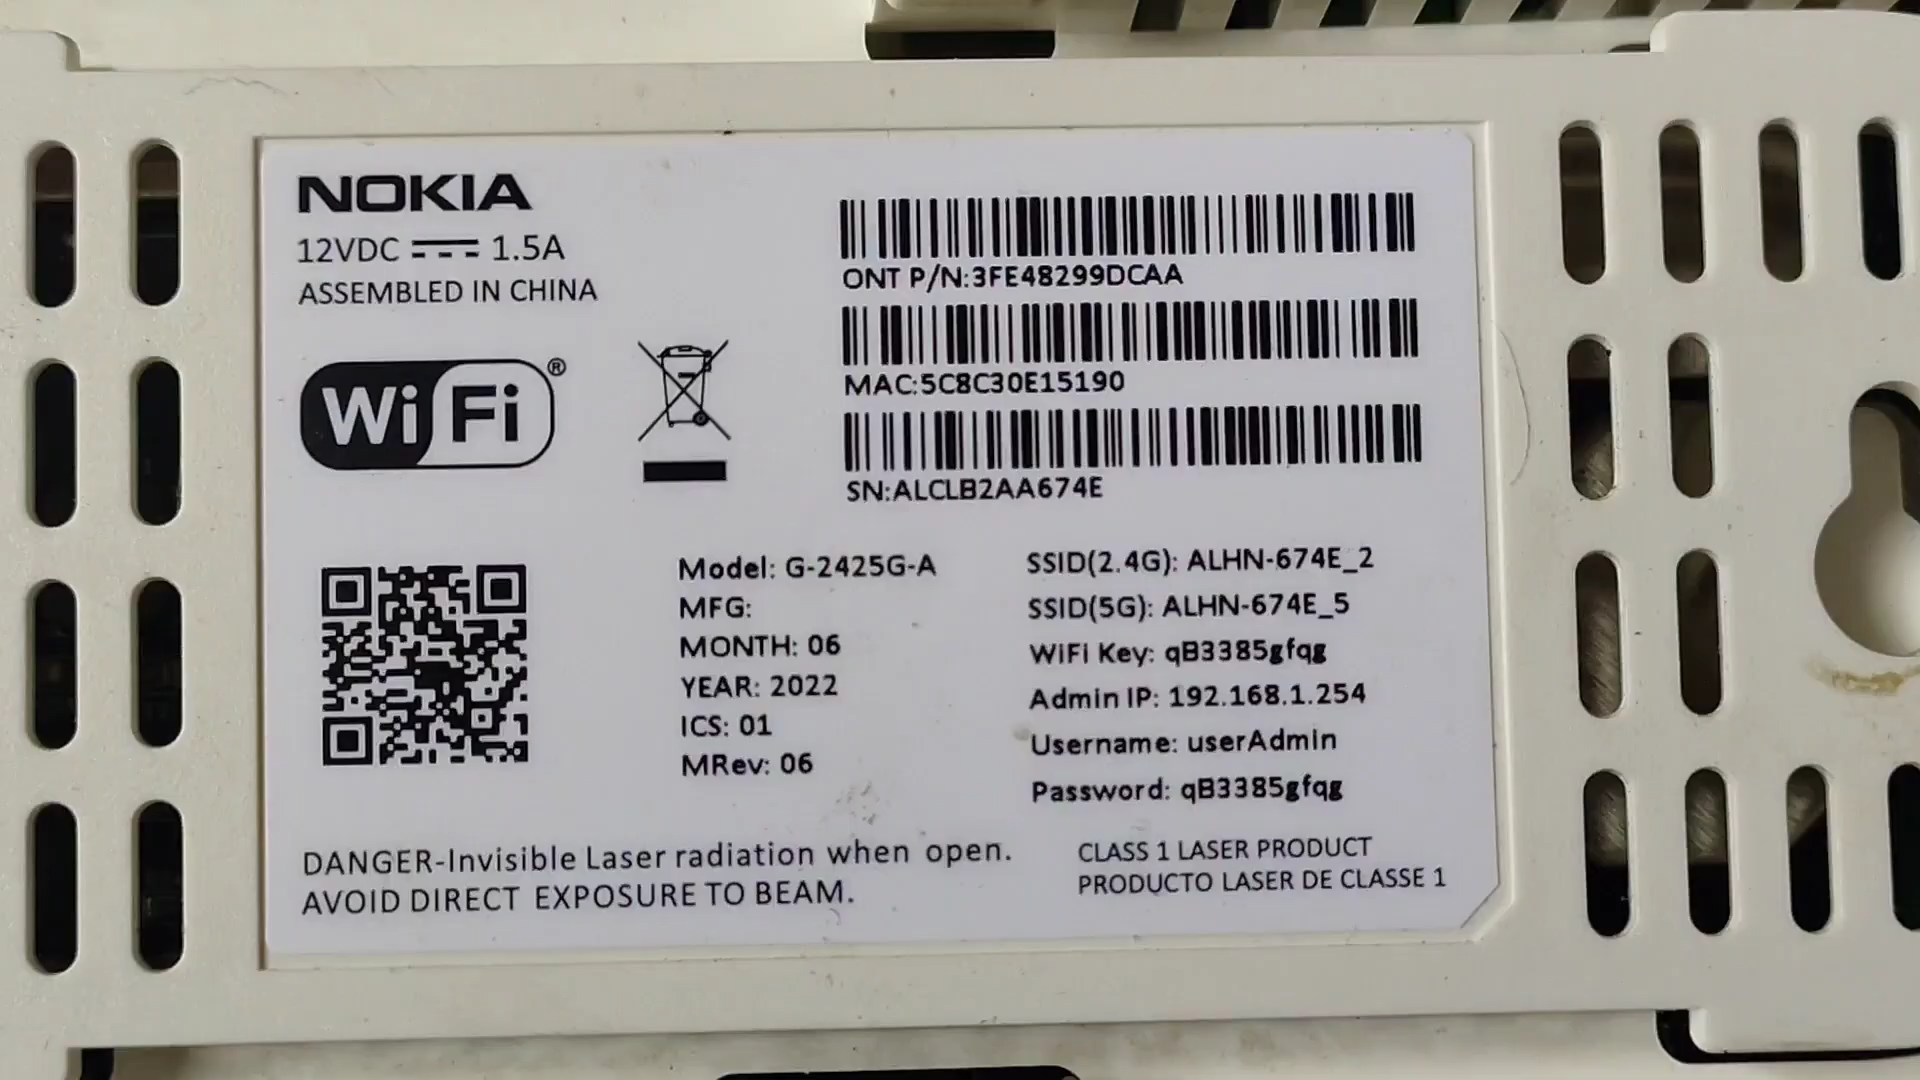 NOKIA
12VDC 1.5A
ASSEMBLED IN CHINA
WiFi®
ONT P/N:3FE48299DCAA
MAC:5C8C30E15190
SN:ALCLB2AA674E
Model: G-2425G-A
MFG:
MONTH: 06
YEAR: 2022
ICS: 01
MRev: 06
SSID(2.4G): ALHN-674E_2
SSID(5G): ALHN-674E_5
WiFi Key: qB3385gfqg
Admin IP: 192.168.1.254
Username: userAdmin
Password: qB3385gfqg
DANGER-Invisible Laser radiation when open.
AVOID DIRECT EXPOSURE TO BEAM.
CLASS 1 LASER PRODUCT
PRODUCTO LASER DE CLASSE 1